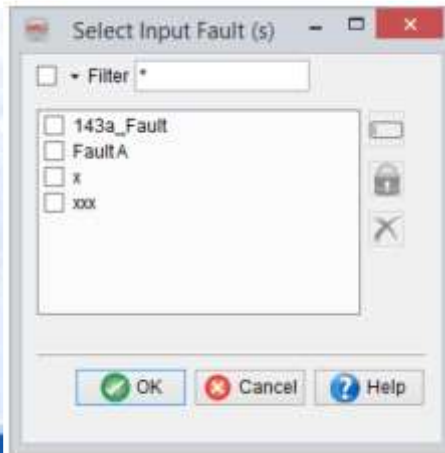 Select Input Fault (s)
Filter *
143a_Fault
FaultA
x
xxx
OK Cancel Help